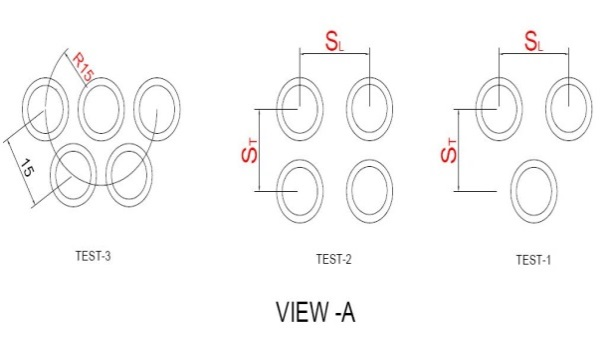 R15
15
TEST-3
SL
ST
TEST-2
SL
ST
TEST-1
VIEW -A